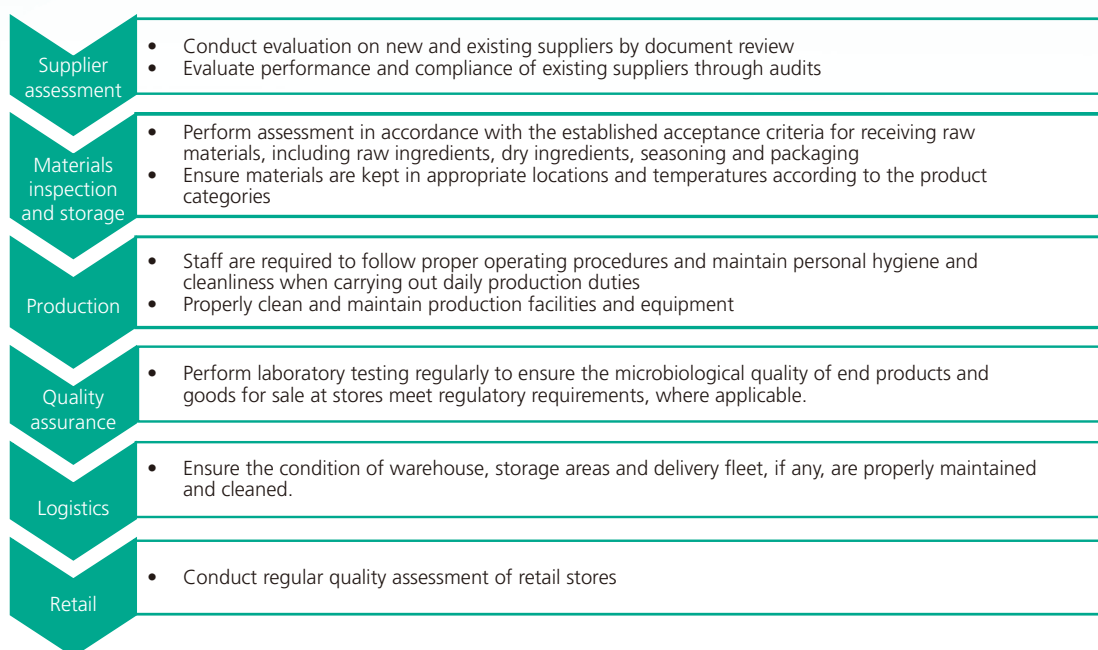 Supplier
assessment
• Conduct evaluation on new and existing suppliers by document review
• Evaluate performance and compliance of existing suppliers through audits
Materials
inspection
and storage
• Perform assessment in accordance with the established acceptance criteria for receiving raw
materials, including raw ingredients, dry ingredients, seasoning and packaging
• Ensure materials are kept in appropriate locations and temperatures according to the product
categories
Production
• Staff are required to follow proper operating procedures and maintain personal hygiene and
cleanliness when carrying out daily production duties
• Properly clean and maintain production facilities and equipment
Quality
assurance
• Perform laboratory testing regularly to ensure the microbiological quality of end products and
goods for sale at stores meet regulatory requirements, where applicable.
Logistics
• Ensure the condition of warehouse, storage areas and delivery fleet, if any, are properly maintained
and cleaned.
Retail
• Conduct regular quality assessment of retail stores